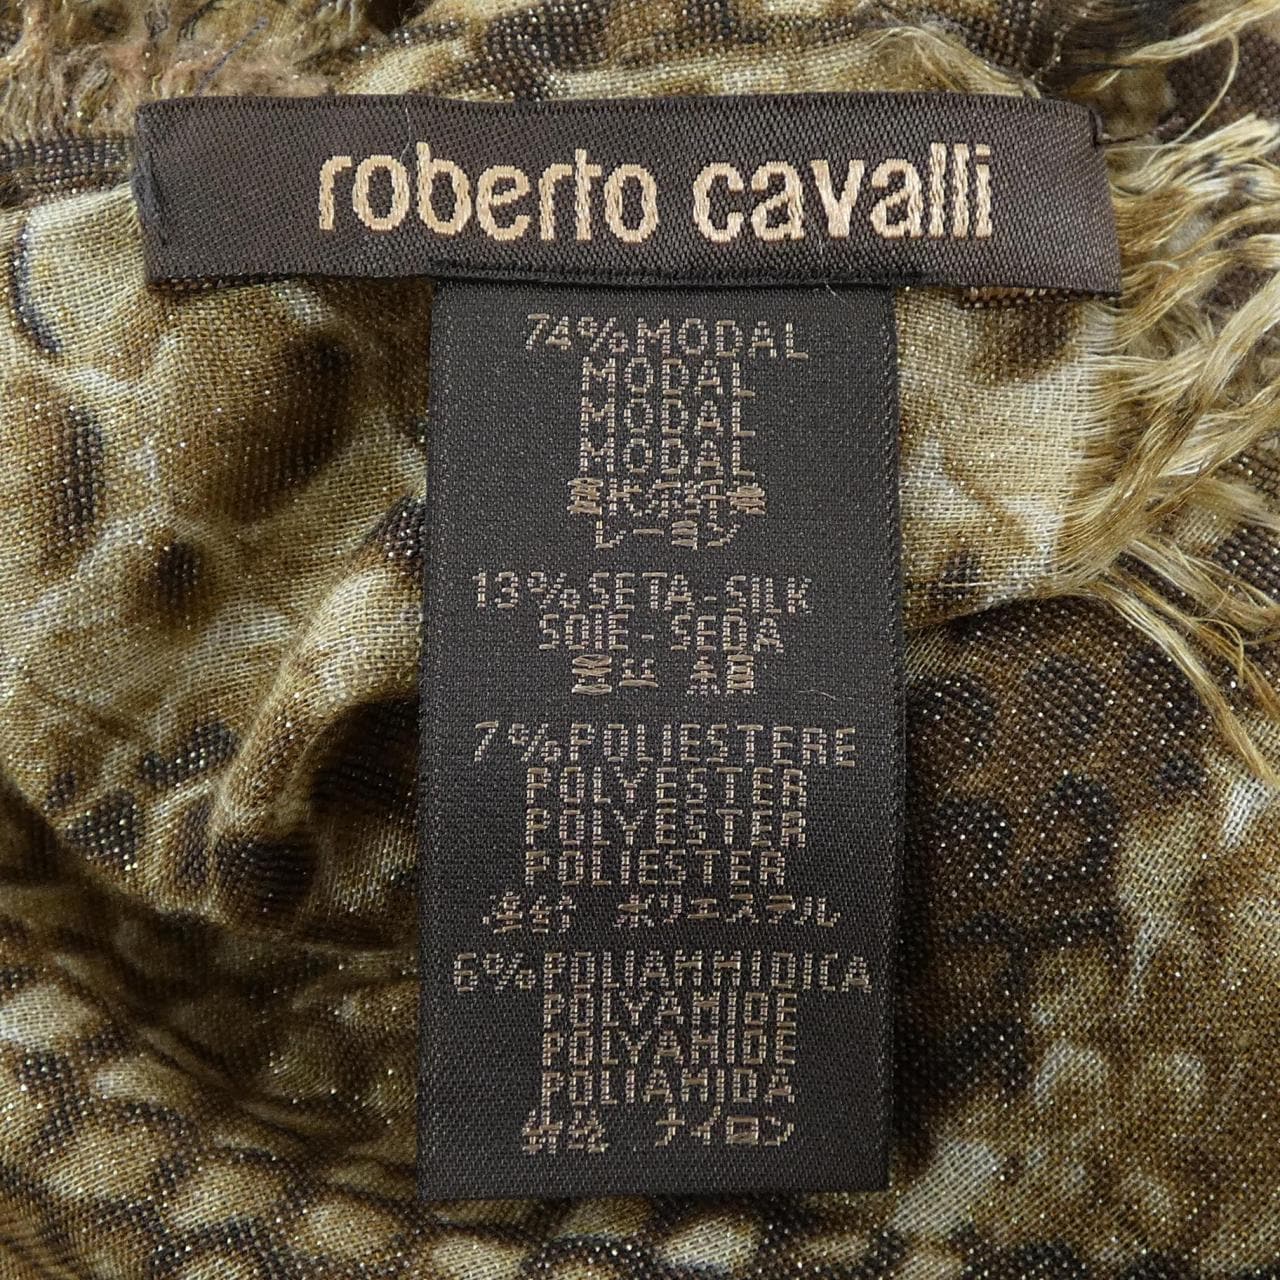 roberto cavalli
74%MODAL
MODAL
MODAL
MODAL
レーヨン
13%SETA-SILK
SOIE-SEDA
7%POLIESTERE
POLYESTER
POLYESTER
POLIESTER
ポリエステル
6%POLIAMMIDICA
POLYAMIDE
POLYAMIDE
POLIAMIDA
ナイロン